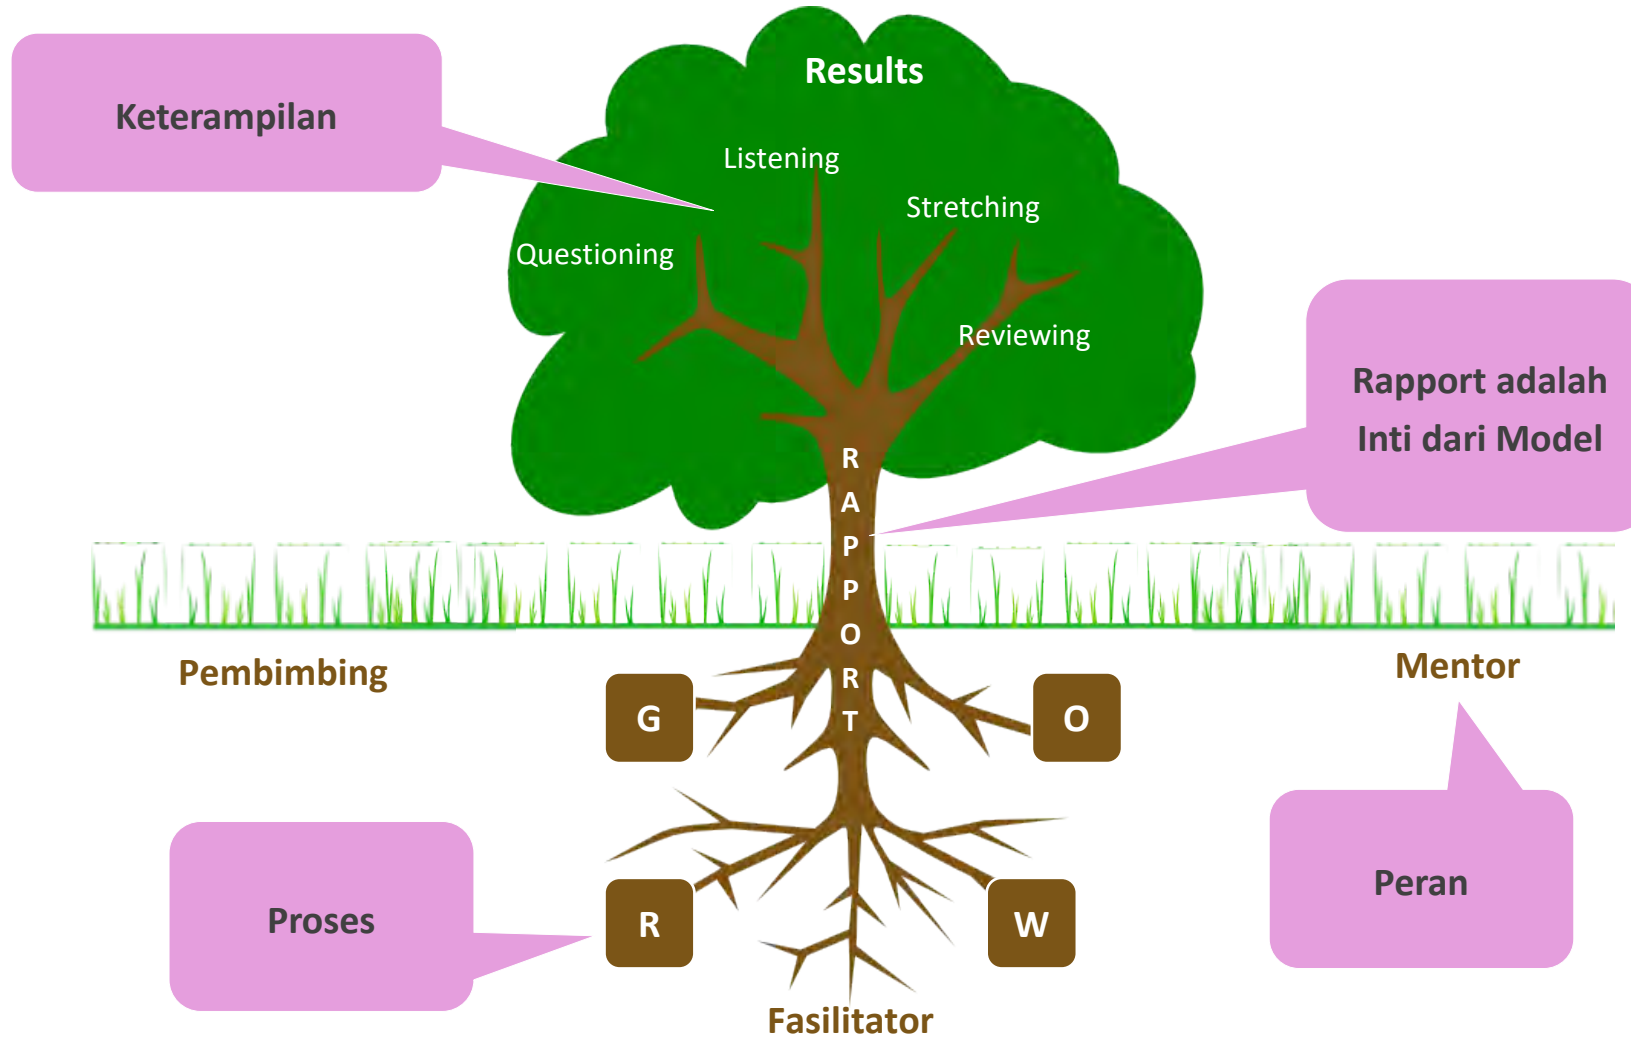 Results
Keterampilan
Listening
Stretching
Questioning
Reviewing
Rapport adalah
Inti dari Model
R
A
P
P
O
R
T
Pembimbing
Mentor
G
O
Peran
Proses
R
W
Fasilitator